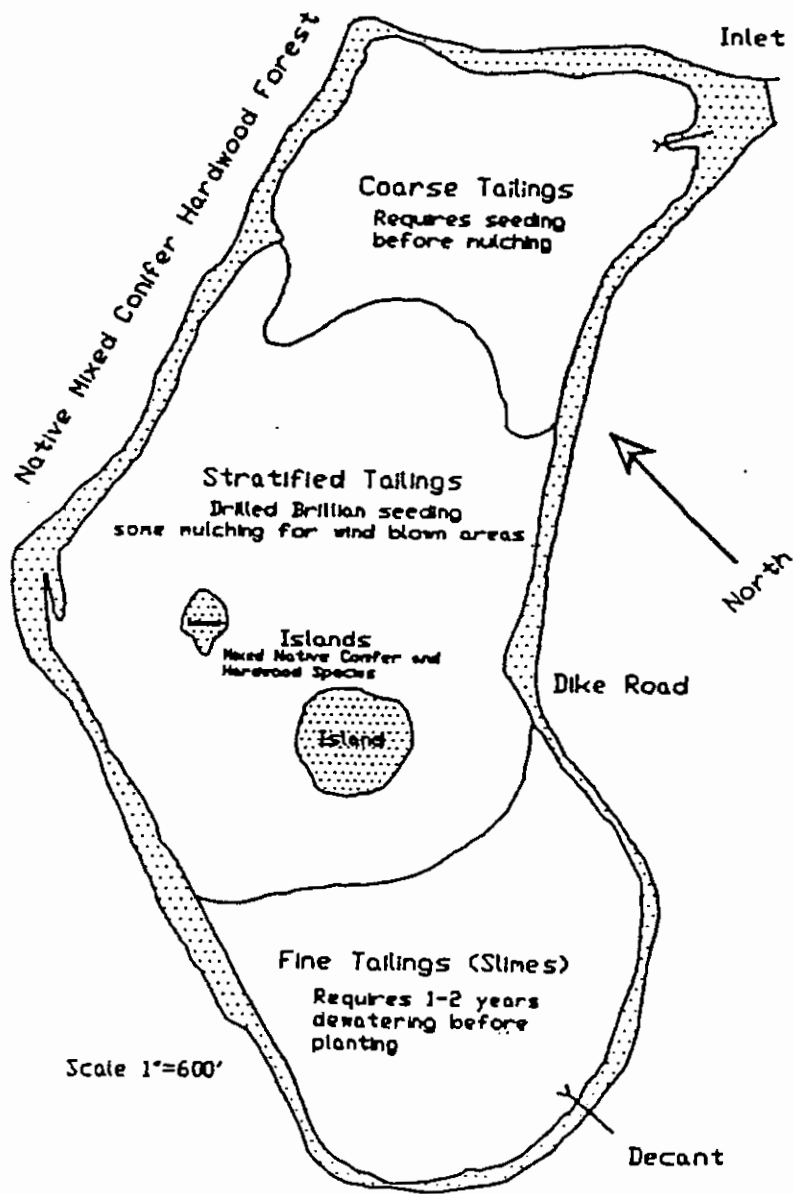 Inlet
Native Mixed Conifer Hardwood Forest
Coarse Tailings
Requires seeding
before mulching
Stratified Tailings
Drilled Brillian seeding
some mulching for wind blown areas
North
Islands
Mixed Native Conifer and
Hardwood Species
Dike Road
Island
Fine Tailings (Slimes)
Requires 1-2 years
dewatering before
planting
Scale 1"=600'
Decant